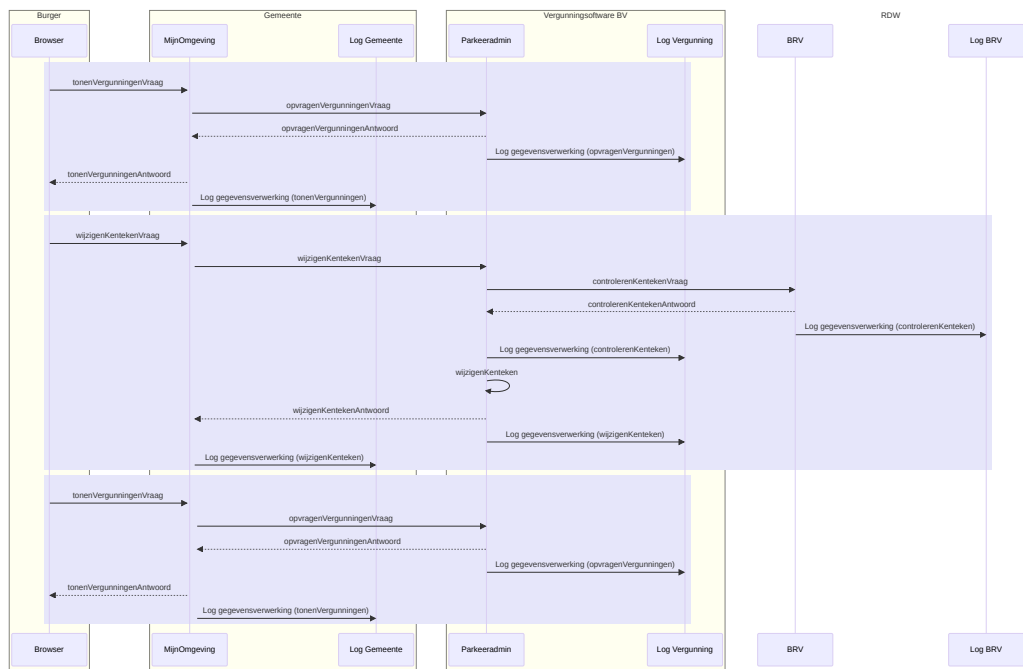 Burger
Gemeente
Vergunningsoftware BV
RDW
Browser
MijnOmgeving
Log Gemeente
Parkeeradmin
Log Vergunning
BRV
Log BRV
tonenVergunningenVraag
opvragenVergunningenVraag
opvragenVergunningenAntwoord
Log gegevensverwerking (opvragenVergunningen)
tonenVergunningenAntwoord
Log gegevensverwerking (tonenVergunningen)
wijzigenKentekenVraag
wijzigenKentekenVraag
controlerenKentekenVraag
controlerenKentekenAntwoord
Log gegevensverwerking (controlerenKenteken)
Log gegevensverwerking (controlerenKenteken)
wijzigenKenteken
wijzigenKentekenAntwoord
Log gegevensverwerking (wijzigenKenteken)
Log gegevensverwerking (wijzigenKenteken)
tonenVergunningenVraag
opvragenVergunningenVraag
opvragenVergunningenAntwoord
Log gegevensverwerking (opvragenVergunningen)
tonenVergunningenAntwoord
Log gegevensverwerking (tonenVergunningen)
Browser
MijnOmgeving
Log Gemeente
Parkeeradmin
Log Vergunning
BRV
Log BRV